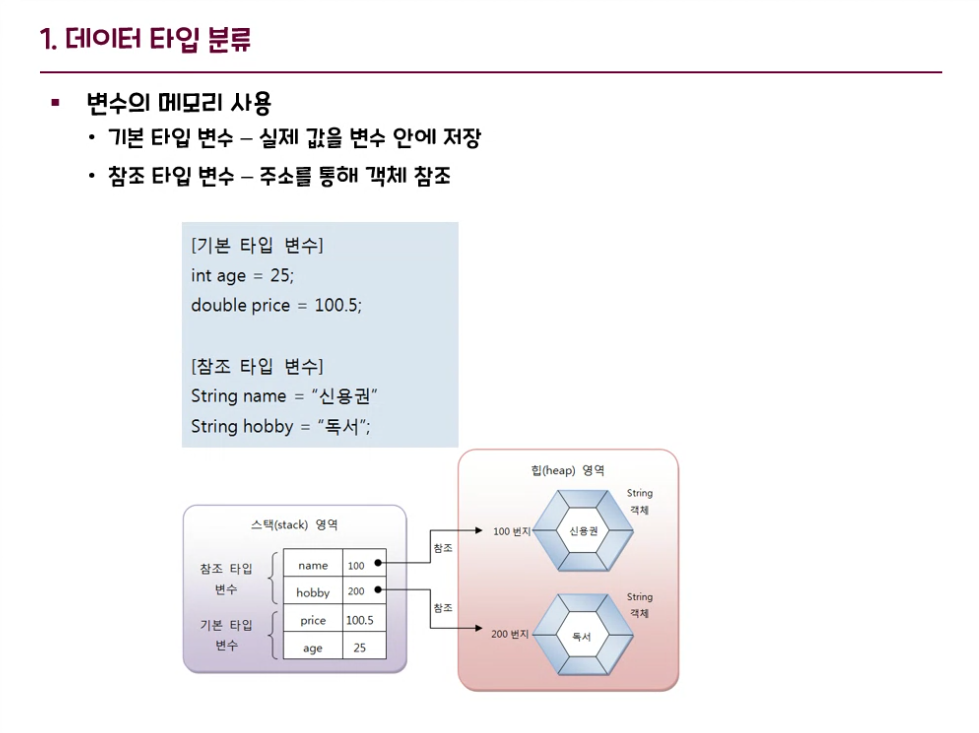 1. 데이터 타입 분류
▪ 변수의 메모리 사용
• 기본 타입 변수 – 실제 값을 변수 안에 저장
• 참조 타입 변수 – 주소를 통해 객체 참조
[기본 타입 변수]
int age = 25;
double price = 100.5;
[참조 타입 변수]
String name = “신용권”
String hobby = “독서”;
스택(stack) 영역
참조 타입
변수
name 100
hobby 200
기본 타입
변수
price 100.5
age 25
참조
참조
힙(heap) 영역
String
객체
100 번지
신용권
String
객체
200 번지
독서